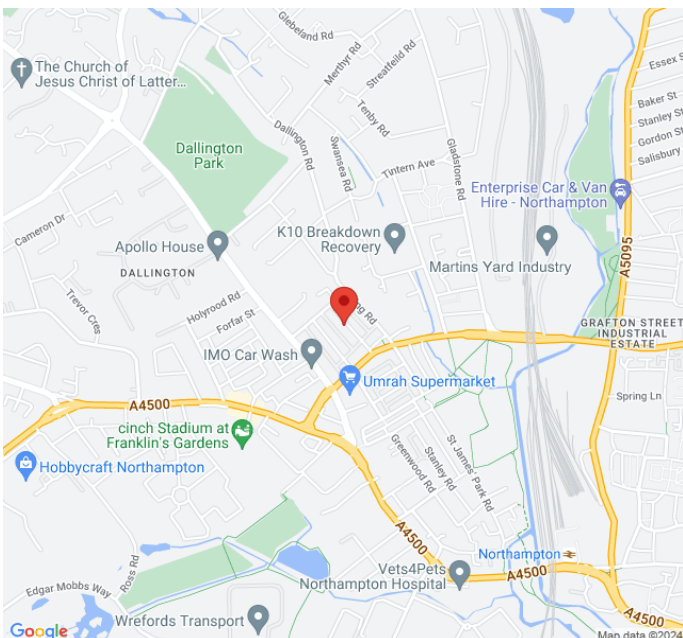 Glebeland Rd
Merthyr Rd
Streatfeild Rd
The Church of
Jesus Christ of Latter...
Essex S
Baker St
Stanley St
Gordon St
Salisbury
Tenby Rd
Dallington Rd
Swansea Rd
Gladstone Rd
Dallington
Park
Tintern Ave
Enterprise Car & Van
Hire - Northampton
Cameron Dr
K10 Breakdown
Recovery
Apollo House
A5095
Martins Yard Industry
DALLINGTON
Trevor Cres
Holyrood Rd
Forfar St
ng Rd
GRAFTON STREET
INDUSTRIAL
ESTATE
IMO Car Wash
Umrah Supermarket
Spring Ln
A4500
cinch Stadium at
Franklin's Gardens
Hobbycraft Northampton
Greenwood Rd
Stanley Rd
St James' Park Rd
A4500
Northampton
Vets4Pets
Northampton Hospital
A4500
Ross Rd
Edgar Mobbs Way
Wrefords Transport
A4500
Google
Map data ©2024